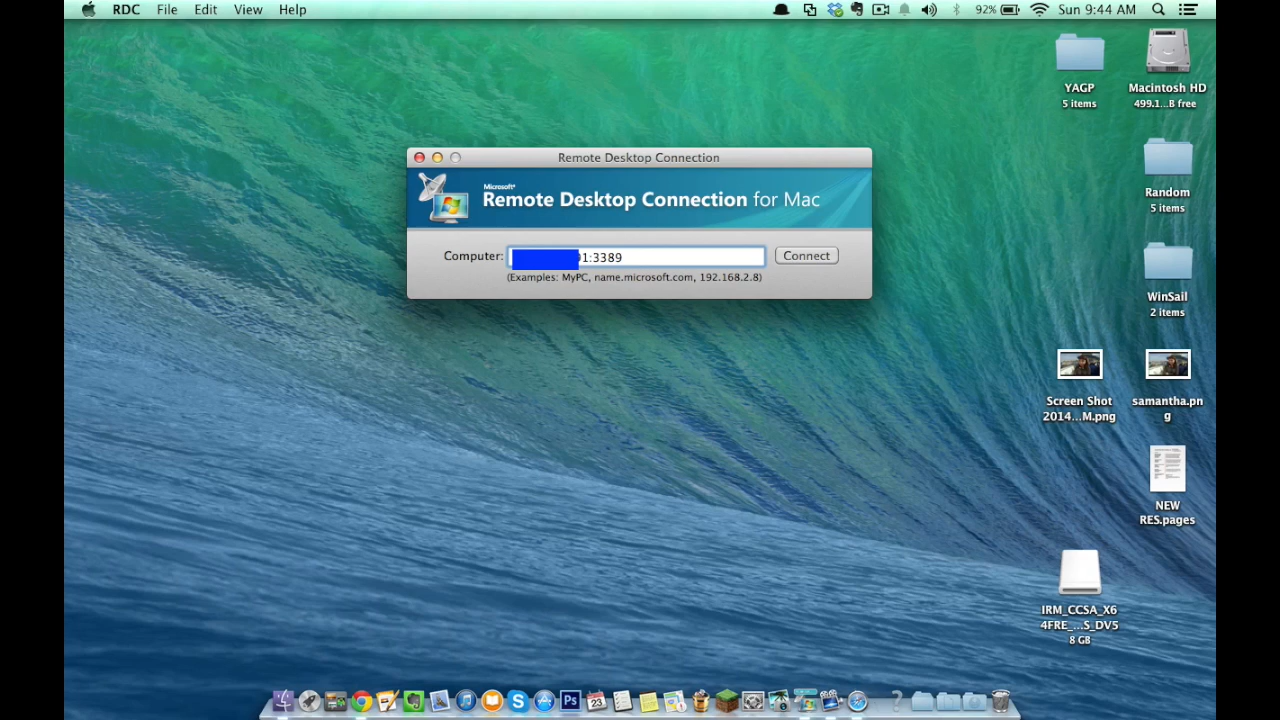 RDC File Edit View Help
92% Sun 9:44 AM
YAGP
5 items
Macintosh HD
499.1...B free
Remote Desktop Connection
Microsoft®
Remote Desktop Connection for Mac
Computer: 1:3389 Connect
(Examples: MyPC, name.microsoft.com, 192.168.2.8)
Random
5 items
WinSail
2 items
Screen Shot
2014...M.png
samantha.pn
g
NEW
RES.pages
IRM_CCSA_X6
4FRE_...S_DV5
8 GB
Ps
23